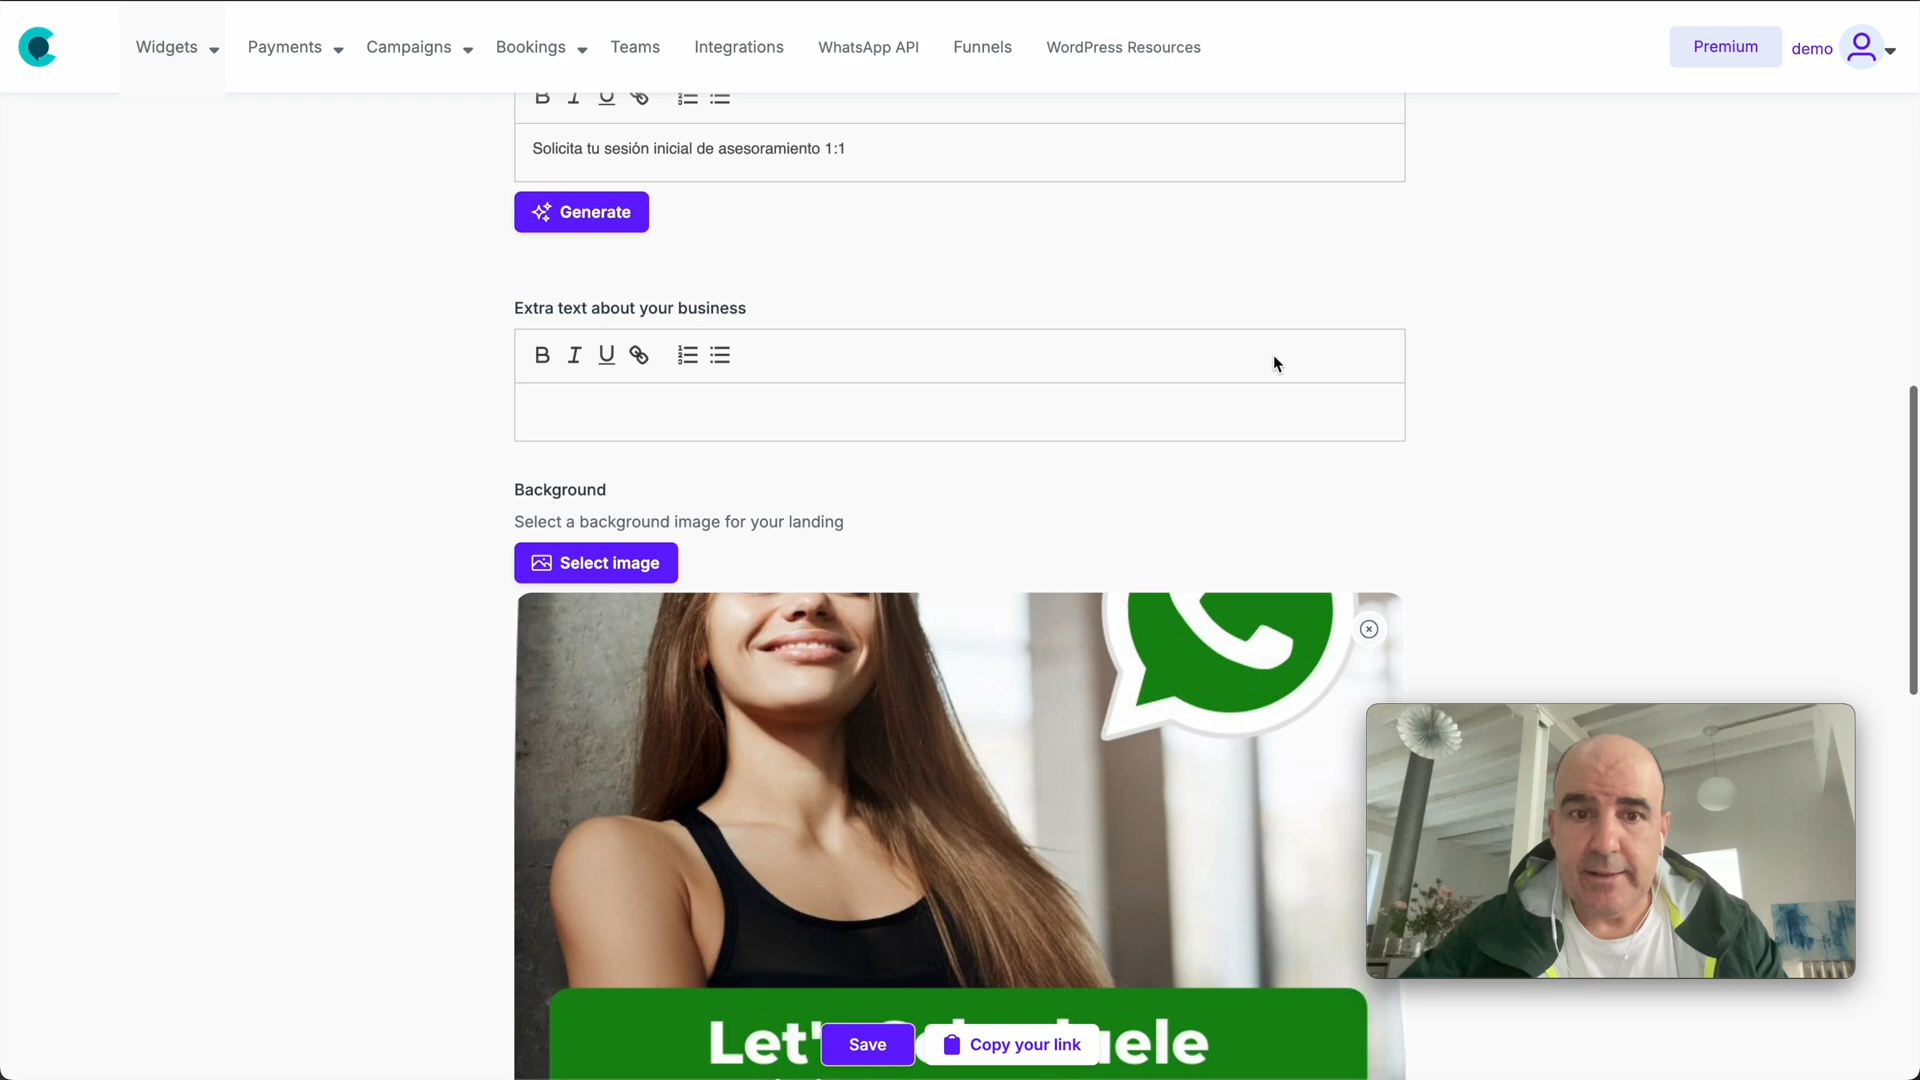 Widgets Payments Campaigns Bookings Teams Integrations WhatsApp API Funnels WordPress Resources Premium demo
Solicita tu sesión inicial de asesoramiento 1:1
Generate
Extra text about your business
Background
Select a background image for your landing
Select image
Let's
Save
Copy your link